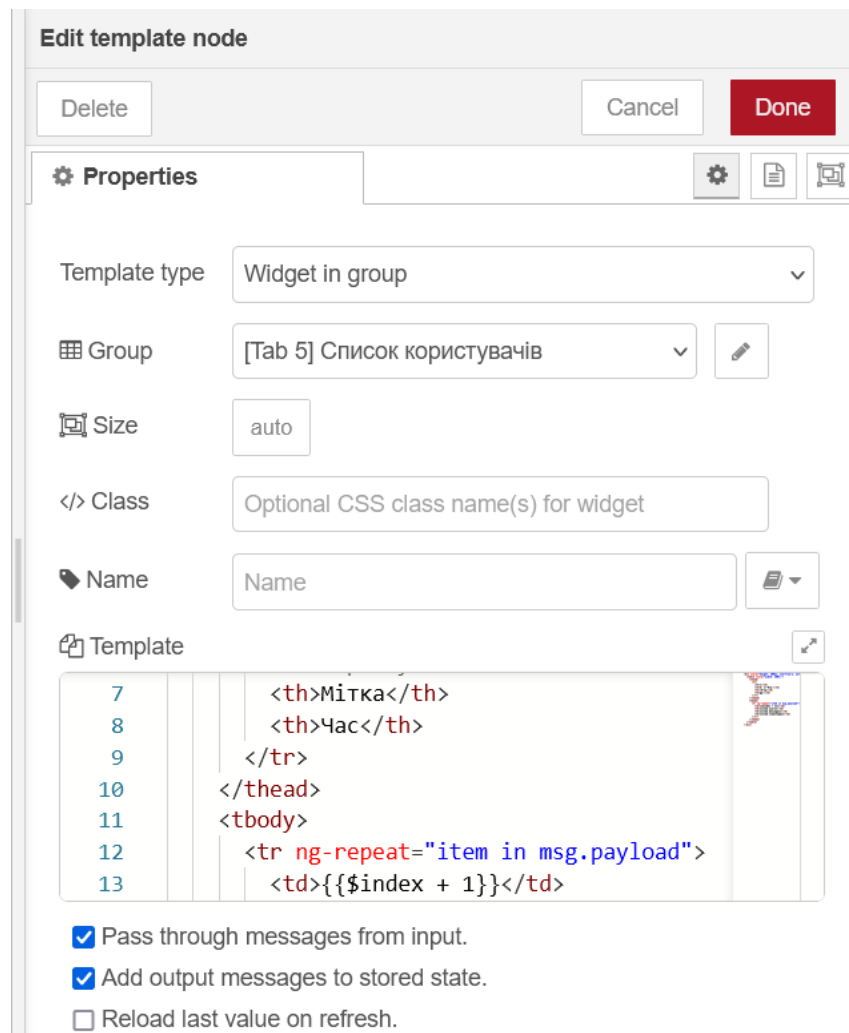 Edit template node
Delete
Cancel
Done
Properties
Template type
Widget in group
Group
[Tab 5] Список користувачів
Size
auto
</> Class
Optional CSS class name(s) for widget
Name
Name
Template
7 <th>Мітка</th>
8 <th>Час</th>
9 </tr>
10 </thead>
11 <tbody>
12 <tr ng-repeat="item in msg.payload">
13 <td>{{$index + 1}}</td>
Pass through messages from input.
Add output messages to stored state.
Reload last value on refresh.